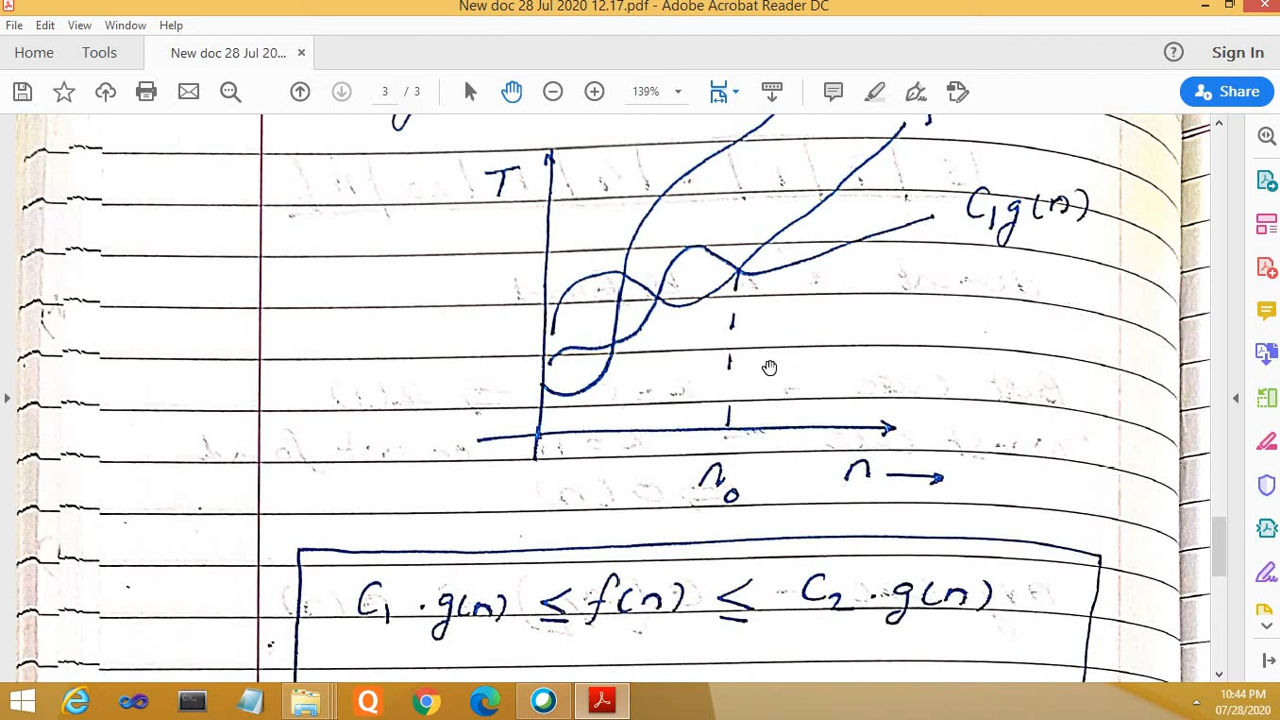 New doc 28 Jul 2020 12.17.pdf - Adobe Acrobat Reader DC
File Edit View Window Help
Home Tools New doc 28 Jul 20... × Sign In
3 / 3 139% Share
T
C₁g(n)
n₀ n
C₁ . g(n) ≤ f(n) ≤ C₂ . g(n)
10:44 PM
07/28/2020